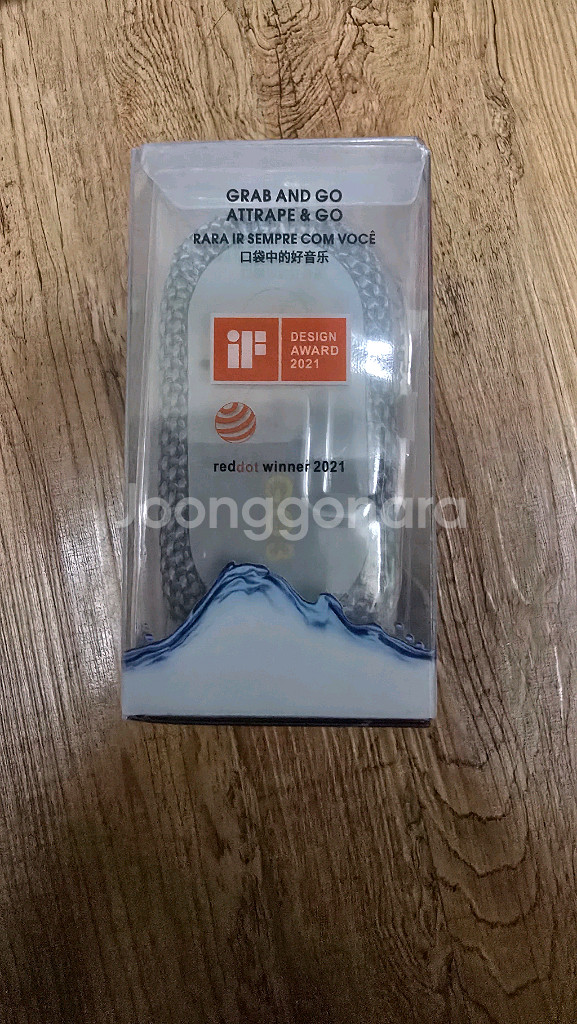 GRAB AND GO
ATTRAPE & GO
RARA IR SEMPRE COM VOCÊ
口袋中的好音乐
iF
DESIGN
AWARD
2021
reddot winner 2021
Joonggonara